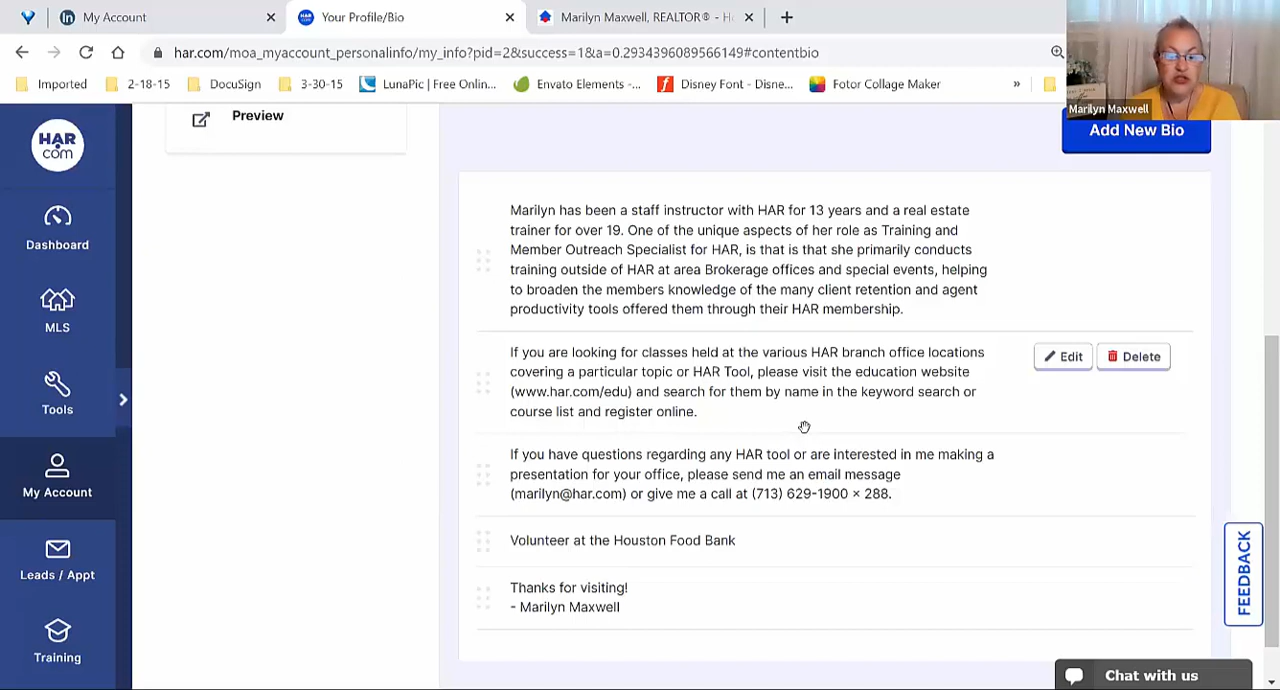 My Account
Your Profile/Bio
Marilyn Maxwell, REALTOR® - H
har.com/moa_myaccount_personalinfo/my_info?pid=2&success=1&a=0.2934396089566149#contentbio
Imported
2-18-15
DocuSign
3-30-15
LunaPic | Free Onlin...
Envato Elements -...
Disney Font - Disne...
Fotor Collage Maker
»
Marilyn Maxwell
HAR
com
Dashboard
MLS
Tools
My Account
Leads / Appt
Training
Preview
Add New Bio
Marilyn has been a staff instructor with HAR for 13 years and a real estate
trainer for over 19. One of the unique aspects of her role as Training and
Member Outreach Specialist for HAR, is that is that she primarily conducts
training outside of HAR at area Brokerage offices and special events, helping
to broaden the members knowledge of the many client retention and agent
productivity tools offered them through their HAR membership.
If you are looking for classes held at the various HAR branch office locations
covering a particular topic or HAR Tool, please visit the education website
(www.har.com/edu) and search for them by name in the keyword search or
course list and register online.
Edit
Delete
If you have questions regarding any HAR tool or are interested in me making a
presentation for your office, please send me an email message
(marilyn@har.com) or give me a call at (713) 629-1900 × 288.
Volunteer at the Houston Food Bank
Thanks for visiting!
- Marilyn Maxwell
FEEDBACK
Chat with us